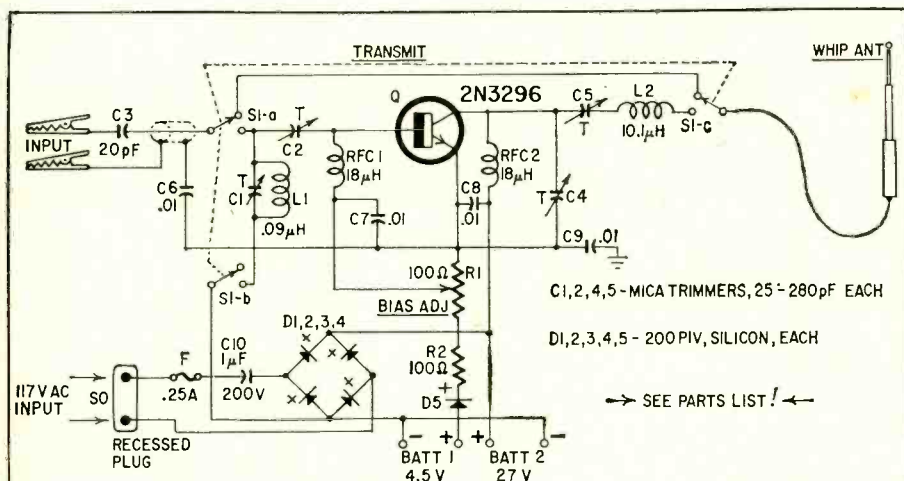 TRANSMIT
WHIP ANT
Q
2N3296
C5
T
L2
10.1μH
S1-a
T
C2
S1-c
C3
20pF
INPUT
RFC1
18μH
RFC2
18μH
C6
.01
T
C1
L1
.09μH
C7
.01
C8
.01
T
C4
C9
.01
S1-b
100Ω
R1
BIAS ADJ
C1,2,4,5-MICA TRIMMERS, 25-280pF EACH
D1,2,3,4,5-200 PIV, SILICON, EACH
SEE PARTS LIST!
D1,2,3,4
C10
1μF
200V
F
.25A
R2
100Ω
+
D5
117V AC
INPUT
SO
RECESSED
PLUG
- + + -
BATT 1
4.5 V
BATT 2
27 V